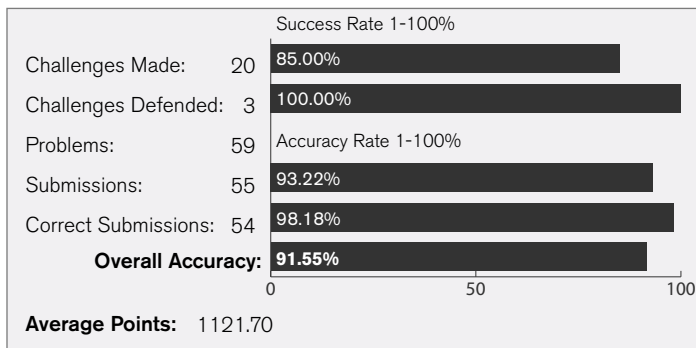 Success Rate 1-100%
Challenges Made: 20 85.00%
Challenges Defended: 3 100.00%
Problems: 59 Accuracy Rate 1-100%
Submissions: 55 93.22%
Correct Submissions: 54 98.18%
Overall Accuracy: 91.55%
0 50 100
Average Points: 1121.70